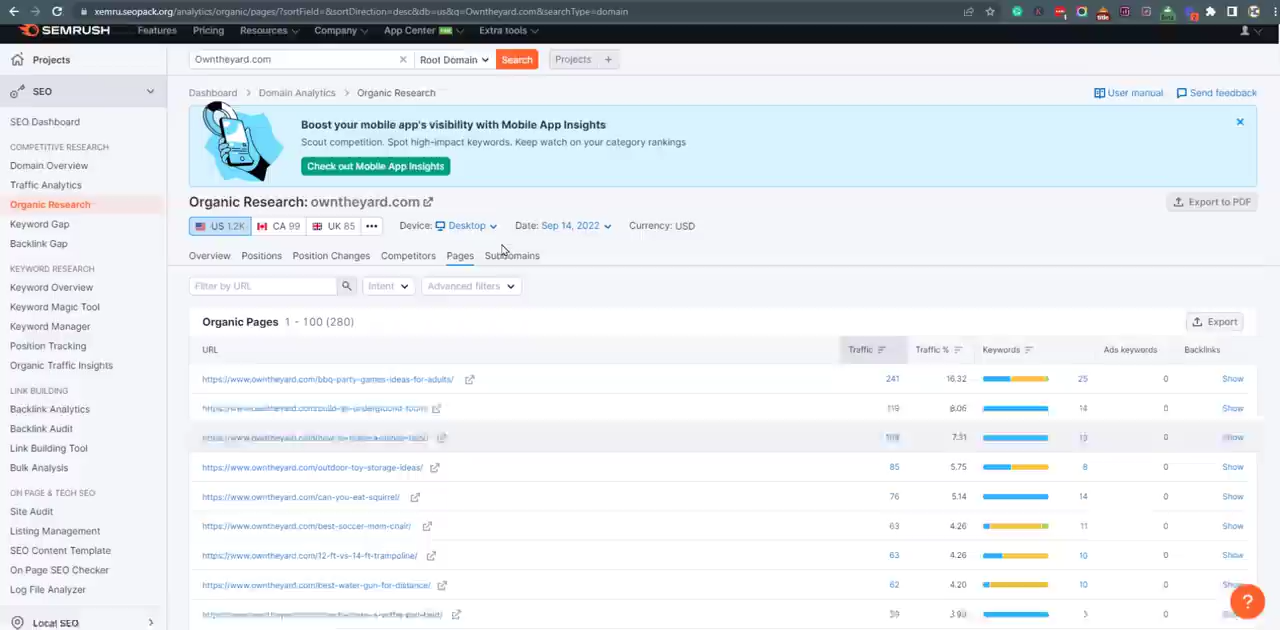 xemru.seopack.org/analytics/organic/pages/?sortField=&sortDirection=desc&db=us&q=Owntheyard.com&searchType=domain
SEMRUSH Features Pricing Resources Company App Center Extra tools
Projects
Owntheyard.com Root Domain Search Projects +
SEO
Dashboard > Domain Analytics > Organic Research User manual Send feedback
SEO Dashboard
COMPETITIVE RESEARCH
Domain Overview
Traffic Analytics
Organic Research
Keyword Gap
Backlink Gap
KEYWORD RESEARCH
Keyword Overview
Keyword Magic Tool
Keyword Manager
Position Tracking
Organic Traffic Insights
LINK BUILDING
Backlink Analytics
Backlink Audit
Link Building Tool
Bulk Analysis
ON PAGE & TECH SEO
Site Audit
Listing Management
SEO Content Template
On Page SEO Checker
Log File Analyzer
Local SEO
Boost your mobile app's visibility with Mobile App Insights
Scout competition. Spot high-impact keywords. Keep watch on your category rankings
Check out Mobile App Insights
Organic Research: owntheyard.com Export to PDF
US 1.2K CA 99 UK 85 ••• Device: Desktop Date: Sep 14, 2022 Currency: USD
Overview Positions Position Changes Competitors Pages Subdomains
Filter by URL Intent Advanced filters
Organic Pages 1 - 100 (280) Export
URL Traffic Traffic % Keywords Ads keywords Backlinks
https://www.owntheyard.com/bbq-party-games-ideas-for-adults/ 241 16.32 25 0 Show
119 8.06 14 0 Show
7.31 0
https://www.owntheyard.com/outdoor-toy-storage-ideas/ 85 5.75 8 0 Show
https://www.owntheyard.com/can-you-eat-squirrel/ 76 5.14 14 0 Show
https://www.owntheyard.com/best-soccer-mom-chair/ 63 4.26 11 0 Show
https://www.owntheyard.com/12-ft-vs-14-ft-trampoline/ 63 4.26 10 0 Show
https://www.owntheyard.com/best-water-gun-for-distance/ 62 4.20 10 0 Show
0 Show
?